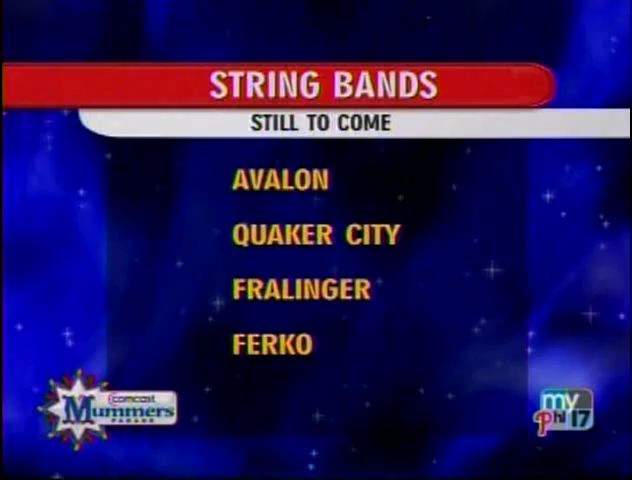 STRING BANDS
STILL TO COME
AVALON
QUAKER CITY
FRALINGER
FERKO
comcast
Mummers
PARADE
my
phl 17